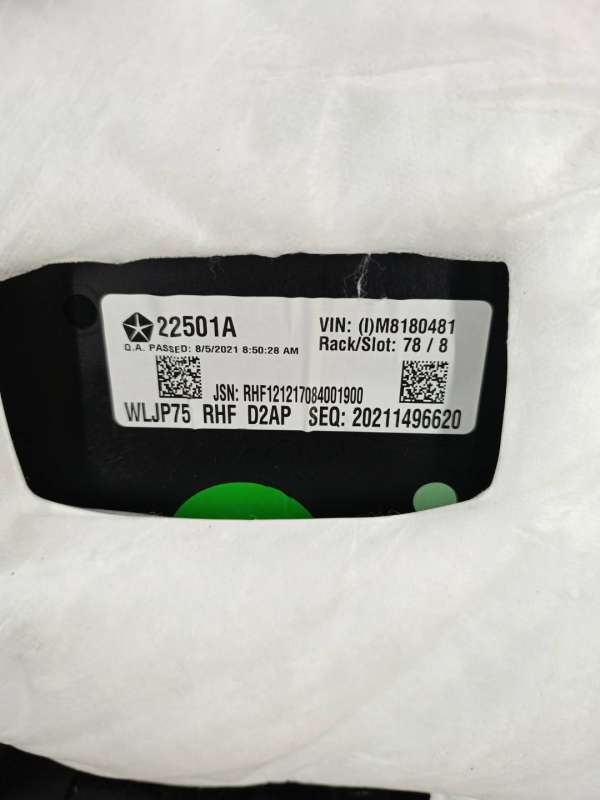 22501A
VIN: (I)M8180481
Q.A. PASSED: 8/5/2021 8:50:28 AM
Rack/Slot: 78 / 8
JSN: RHF121217084001900
WLJP75 RHF D2AP SEQ: 20211496620